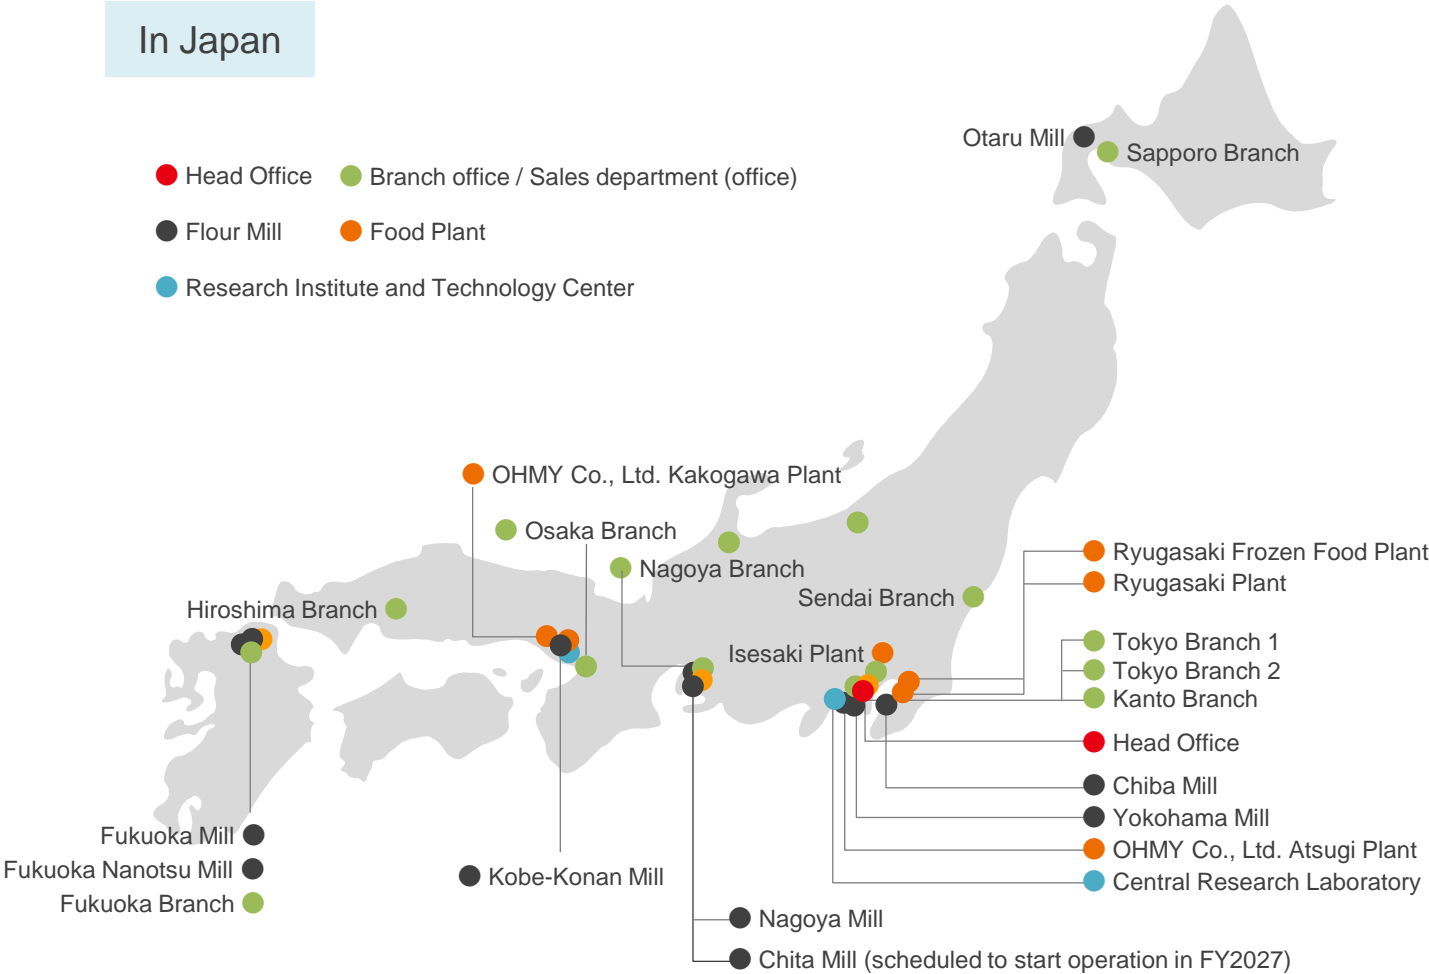 In Japan
Head Office
Branch office / Sales department (office)
Flour Mill
Food Plant
Research Institute and Technology Center
Otaru Mill
Sapporo Branch
OHMY Co., Ltd. Kakogawa Plant
Osaka Branch
Nagoya Branch
Hiroshima Branch
Sendai Branch
Isesaki Plant
Ryugasaki Frozen Food Plant
Ryugasaki Plant
Tokyo Branch 1
Tokyo Branch 2
Kanto Branch
Head Office
Chiba Mill
Yokohama Mill
OHMY Co., Ltd. Atsugi Plant
Central Research Laboratory
Fukuoka Mill
Fukuoka Nanotsu Mill
Fukuoka Branch
Kobe-Konan Mill
Nagoya Mill
Chita Mill (scheduled to start operation in FY2027)